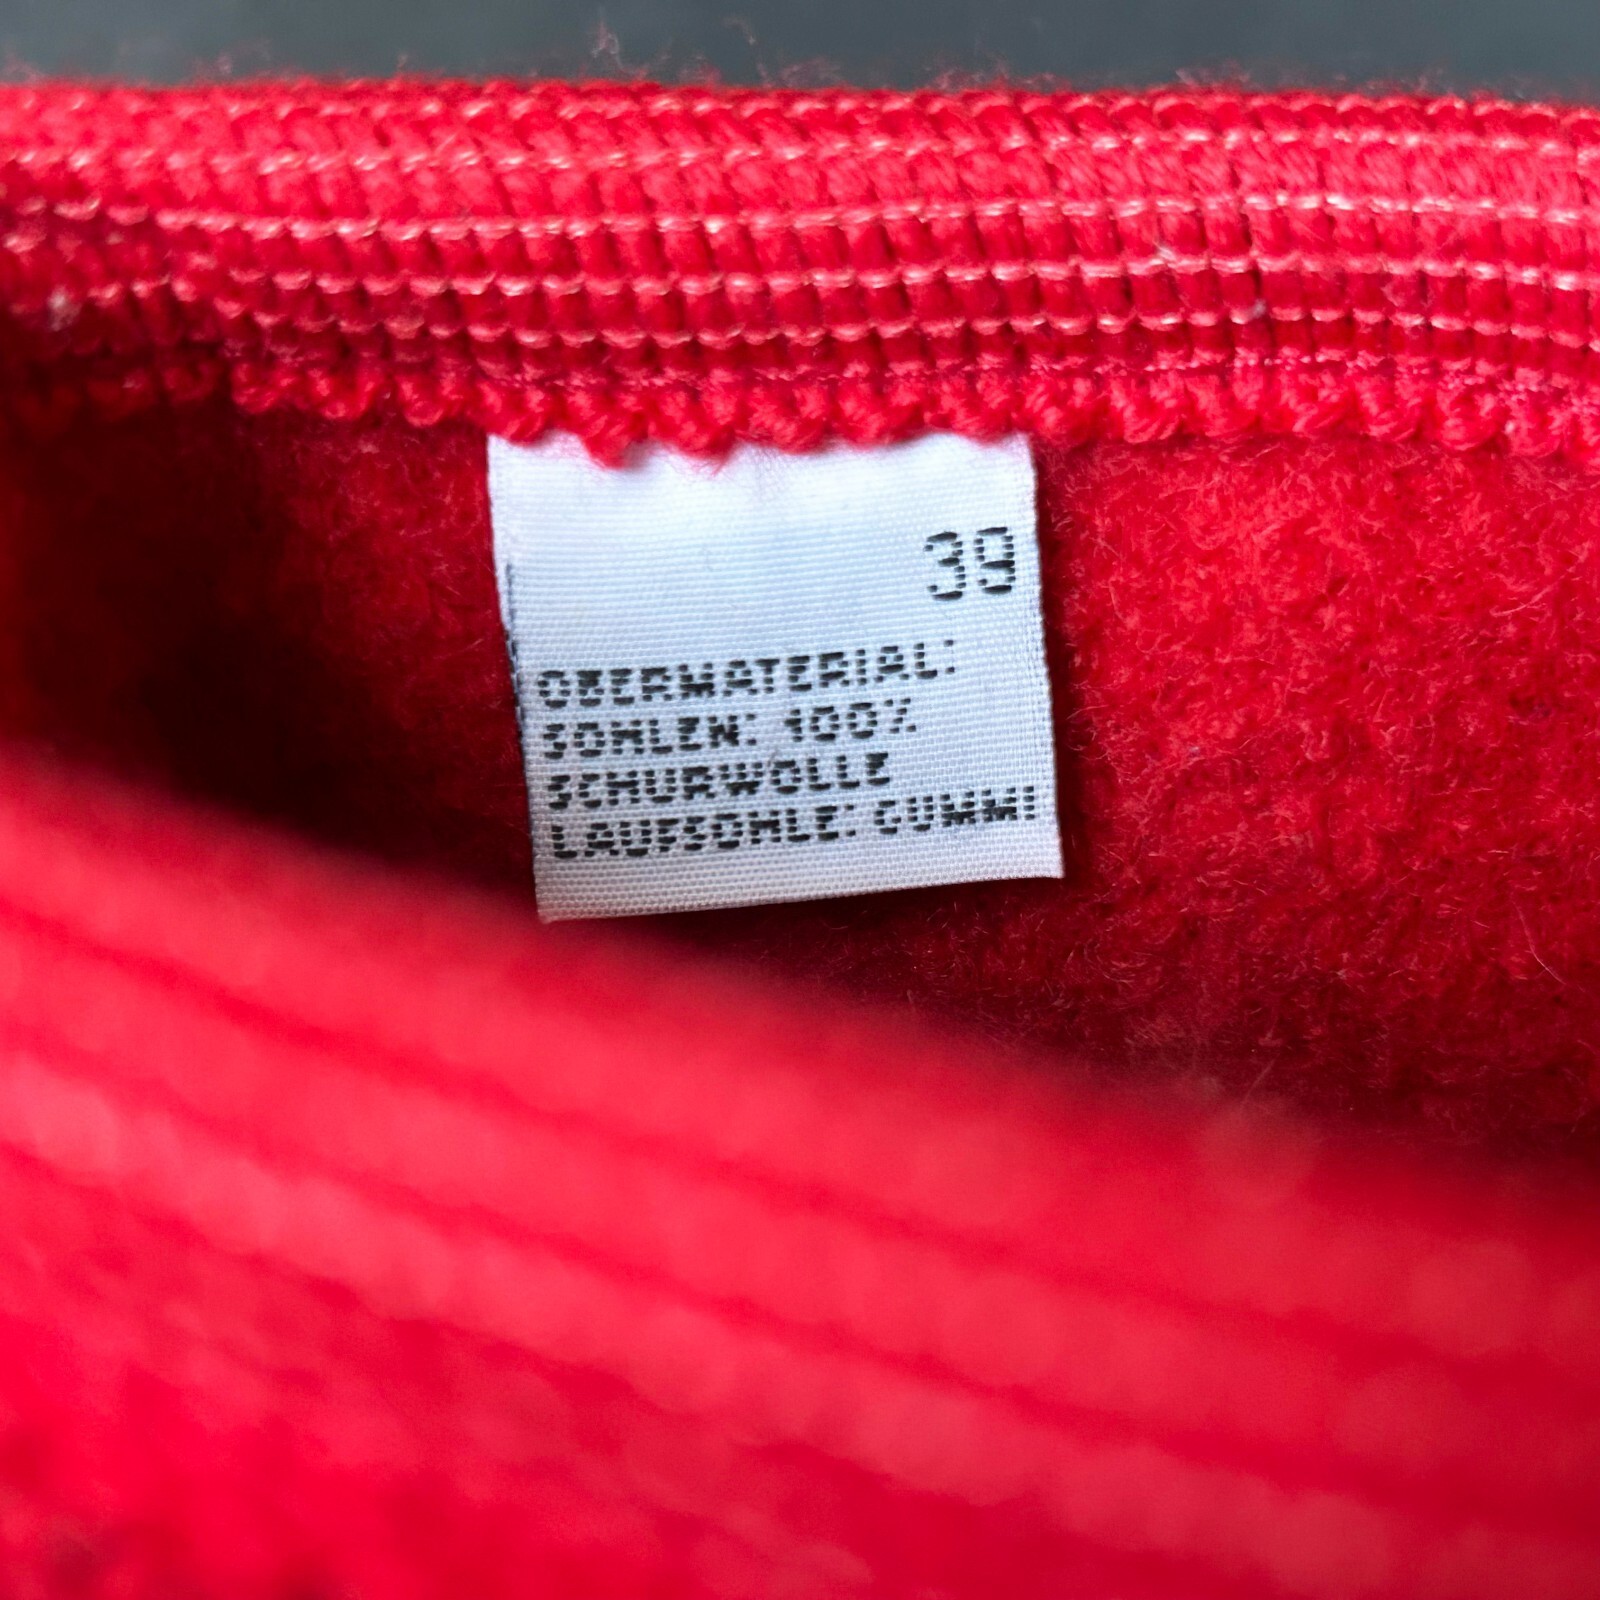 39
OBERMATERIAL:
SOHLEN: 100%
SCHURWOLLE
LAUFSOHLE: GUMMI